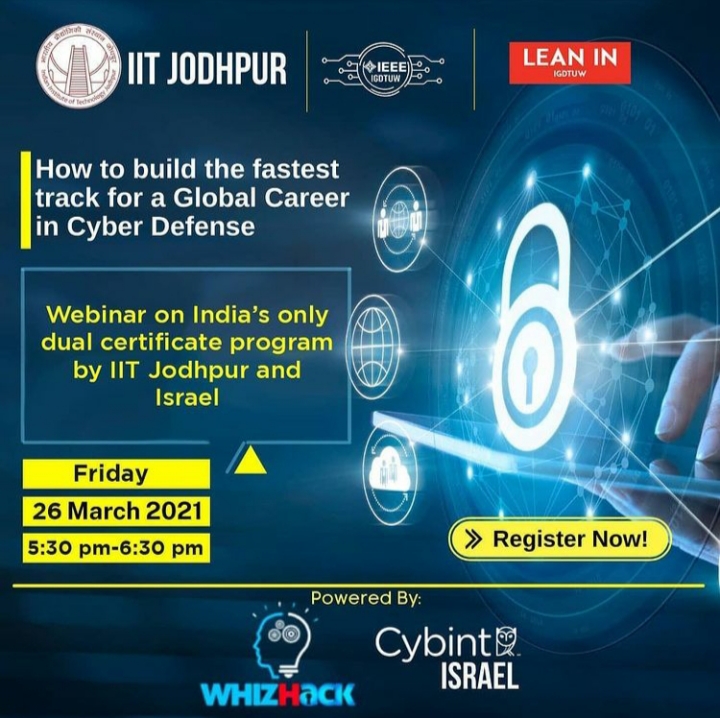 IIT JODHPUR
IEEE
IGDTUW
LEAN IN
IGDTUW
How to build the fastest
track for a Global Career
in Cyber Defense
Webinar on India's only
dual certificate program
by IIT Jodhpur and
Israel
Friday
26 March 2021
5:30 pm-6:30 pm
Register Now!
Powered By:
WHIZHacK
Cybint
ISRAEL